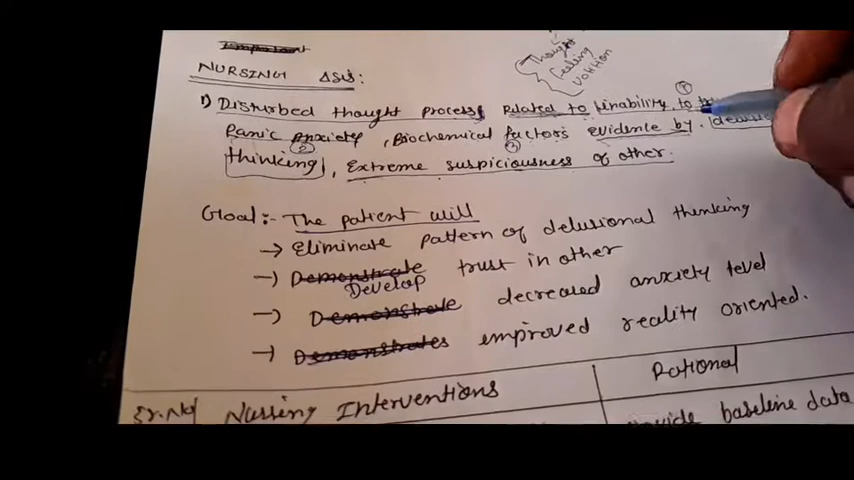 Thought
feeling
Volition
NURSING ASis:
1) Disturbed thought process related to inability to
Panic anxiety, Biochemical factors evidence by.
thinking, Extreme suspiciousness of other.
Goal:- The patient will
→ Eliminate pattern of delusional thinking
→ Demonstrate trust in other
Develop
→ Demonstrate decreased anxiety level
→ Demonstrates improved reality oriented.
Sr.No Nursing Interventions Rational
baseline data